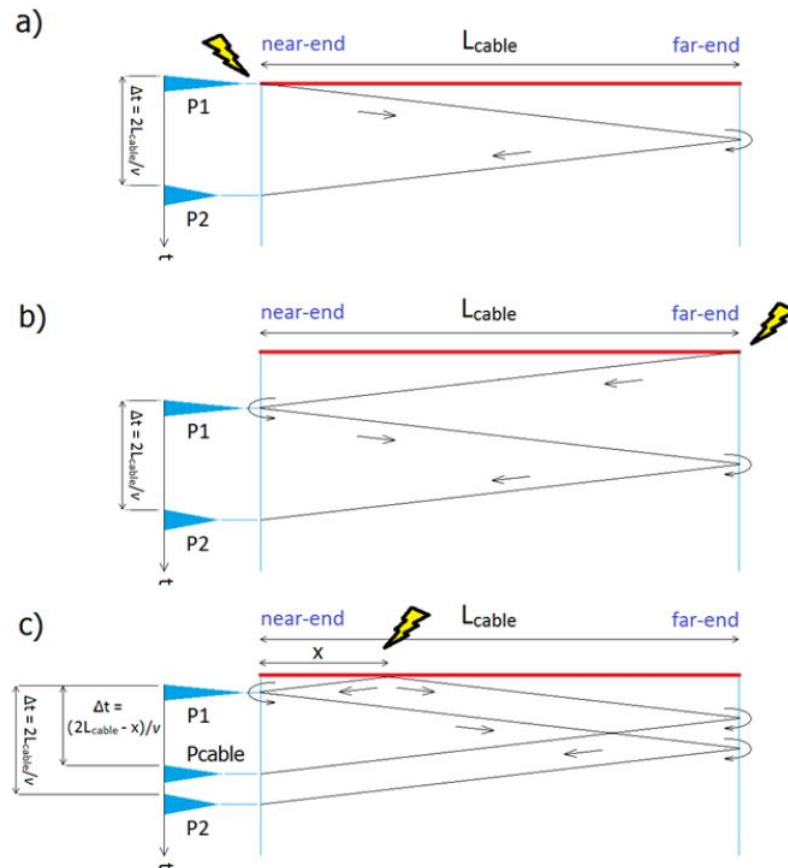 a)
near-end
Lcable
far-end
Δt = 2Lcable/v
P1
P2
t
b)
near-end
Lcable
far-end
Δt = 2Lcable/v
P1
P2
t
c)
near-end
Lcable
far-end
x
Δt = 2Lcable/v
Δt =
(2Lcable - x)/v
P1
Pcable
P2
t